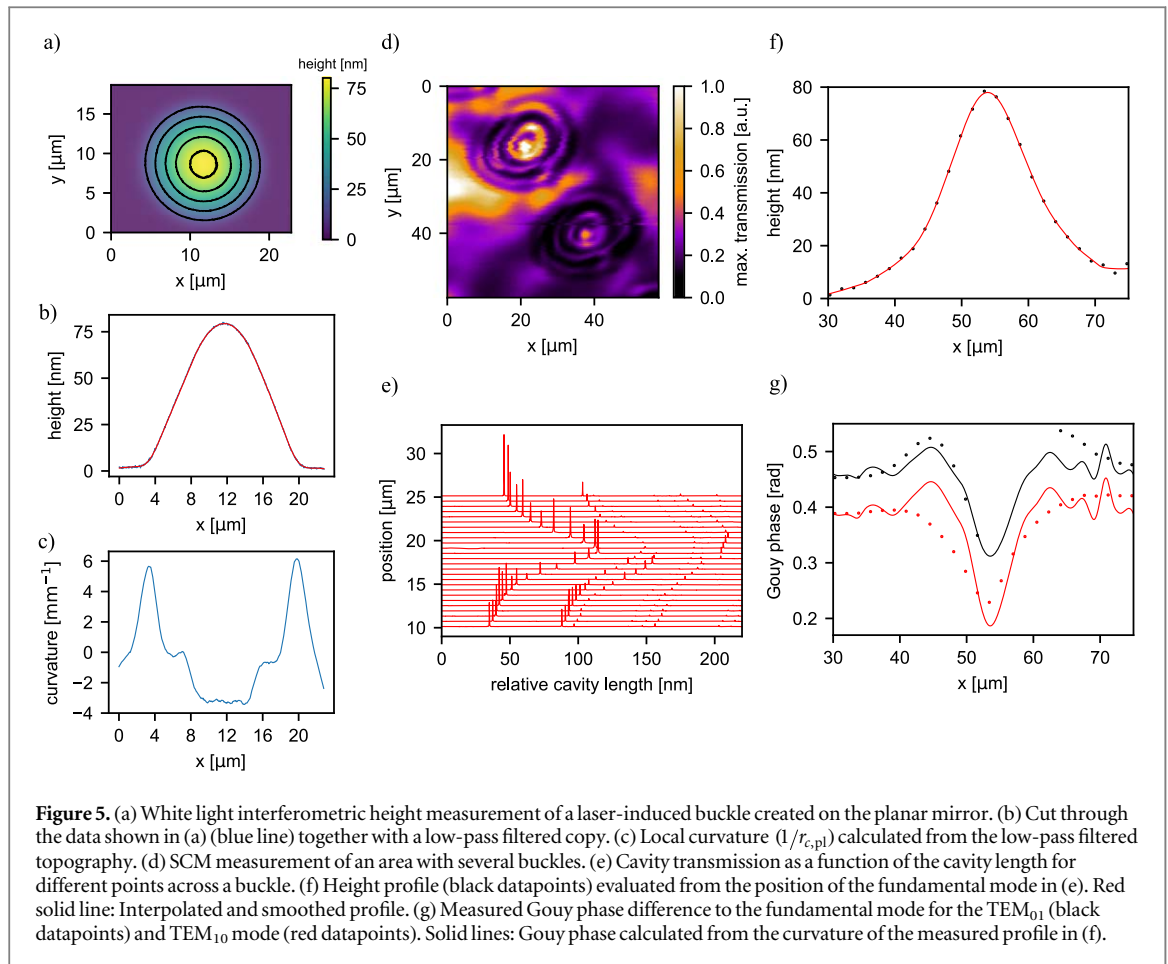 a)
height [nm]
75
50
25
0
15
10
5
0
y [µm]
0
10
20
x [µm]
b)
75
50
25
0
height [nm]
0
4
8
12
16
20
x [µm]
c)
6
4
2
0
−2
−4
curvature [mm⁻¹]
0
4
8
12
16
20
x [µm]
d)
0
20
40
y [µm]
0
20
40
x [µm]
1.0
0.8
0.6
0.4
0.2
0.0
max. transmission [a.u.]
e)
30
25
20
15
10
position [µm]
0
50
100
150
200
relative cavity length [nm]
f)
80
60
40
20
0
height [nm]
30
40
50
60
70
x [µm]
g)
0.5
0.4
0.3
0.2
Gouy phase [rad]
30
40
50
60
70
x [µm]
Figure 5. (a) White light interferometric height measurement of a laser-induced buckle created on the planar mirror. (b) Cut through
the data shown in (a) (blue line) together with a low-pass filtered copy. (c) Local curvature (1/r_{c,pl}) calculated from the low-pass filtered
topography. (d) SCM measurement of an area with several buckles. (e) Cavity transmission as a function of the cavity length for
different points across a buckle. (f) Height profile (black datapoints) evaluated from the position of the fundamental mode in (e). Red
solid line: Interpolated and smoothed profile. (g) Measured Gouy phase difference to the fundamental mode for the TEM₀₁ (black
datapoints) and TEM₁₀ mode (red datapoints). Solid lines: Gouy phase calculated from the curvature of the measured profile in (f).